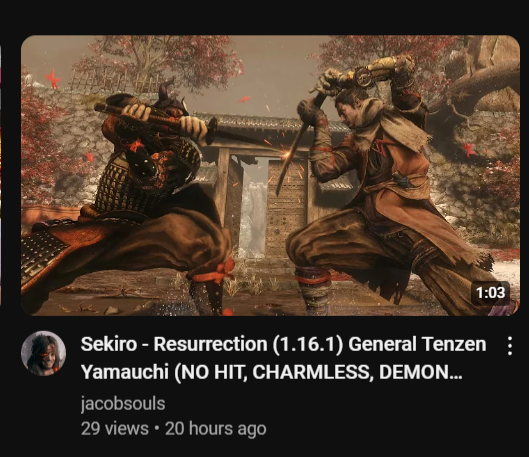 1:03
Sekiro - Resurrection (1.16.1) General Tenzen
Yamauchi (NO HIT, CHARMLESS, DEMON...
jacobsouls
29 views • 20 hours ago